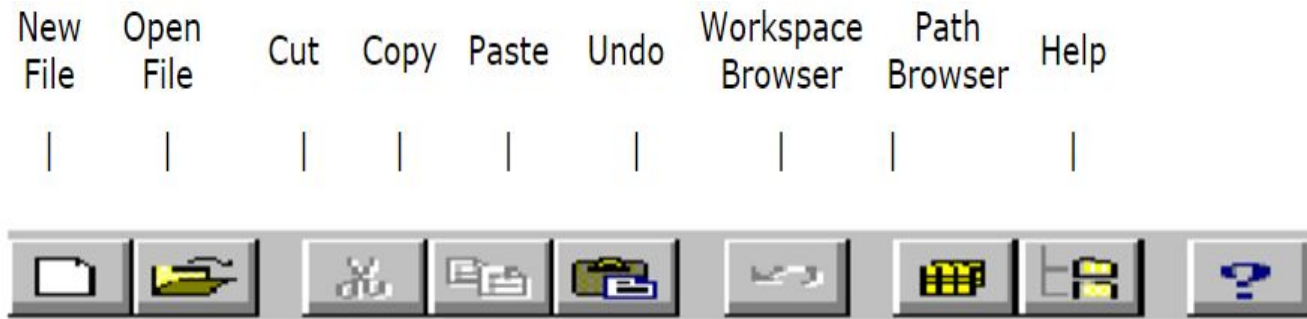 New File
Open File
Cut
Copy
Paste
Undo
Workspace Browser
Path Browser
Help